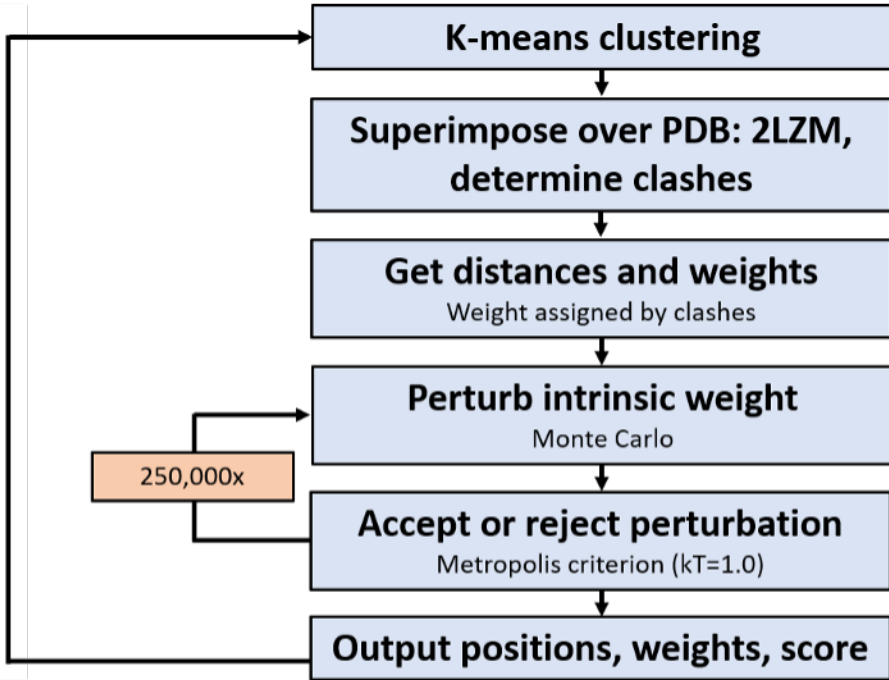 K-means clustering
Superimpose over PDB: 2LZM,
determine clashes
Get distances and weights
Weight assigned by clashes
Perturb intrinsic weight
Monte Carlo
250,000x
Accept or reject perturbation
Metropolis criterion (kT=1.0)
Output positions, weights, score